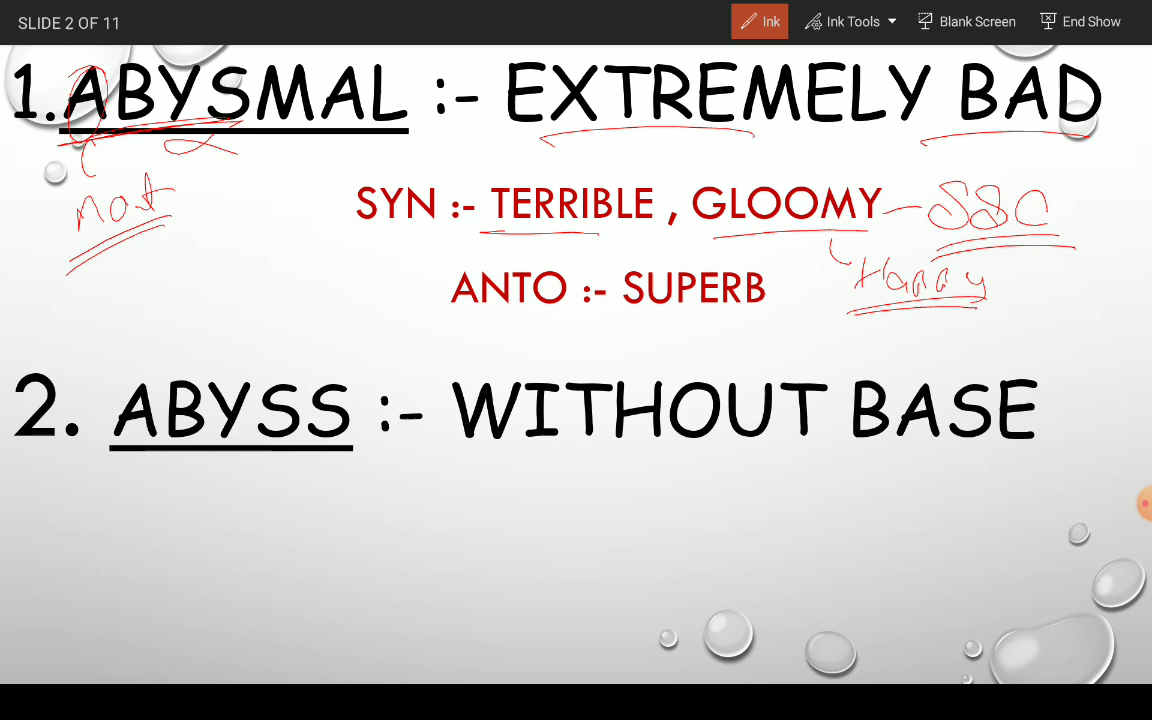 SLIDE 2 OF 11 Ink Ink Tools Blank Screen End Show
1. ABYSMAL :- EXTREMELY BAD
not
SYN :- TERRIBLE , GLOOMY - SSC
Happy
ANTO :- SUPERB
2. ABYSS :- WITHOUT BASE